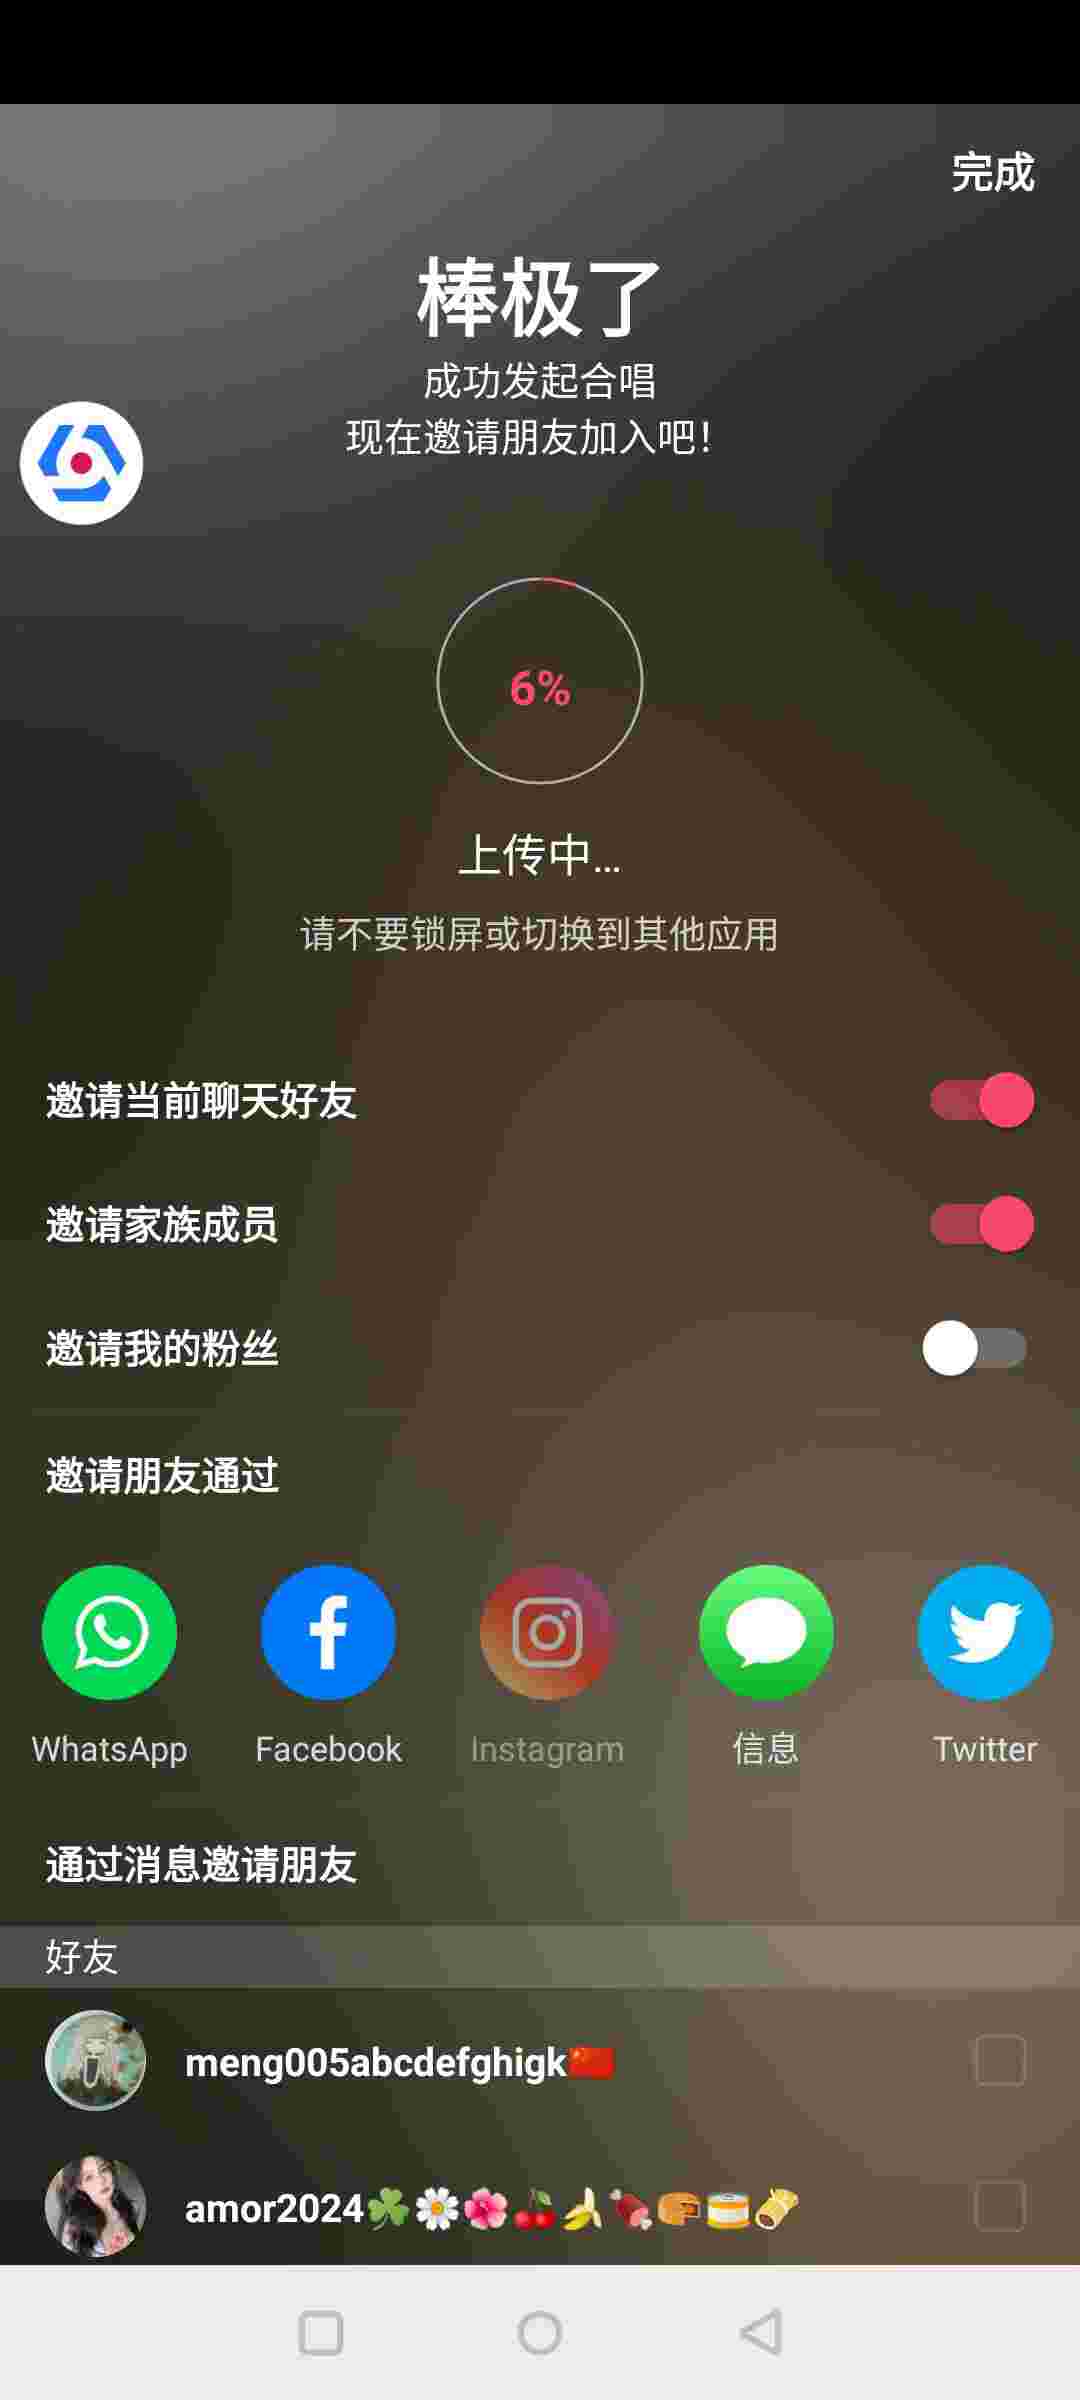 完成
棒极了
成功发起合唱
现在邀请朋友加入吧！
6%
上传中...
请不要锁屏或切换到其他应用
邀请当前聊天好友
邀请家族成员
邀请我的粉丝
邀请朋友通过
WhatsApp Facebook Instagram 信息 Twitter
通过消息邀请朋友
好友
meng005abcdefghigk🇨🇳
amor2024☘️🌼🌺🍒🍌🍖🧀🥫🌯